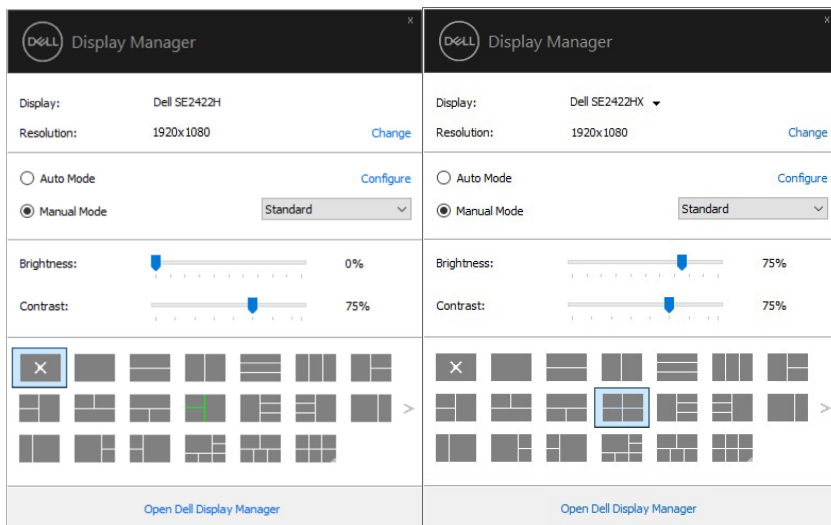 DELL Display Manager x
Display: Dell SE2422H
Resolution: 1920x1080 Change
Auto Mode Configure
Manual Mode Standard
Brightness: 0%
Contrast: 75%
Open Dell Display Manager
DELL Display Manager x
Display: Dell SE2422HX
Resolution: 1920x1080 Change
Auto Mode Configure
Manual Mode Standard
Brightness: 75%
Contrast: 75%
Open Dell Display Manager